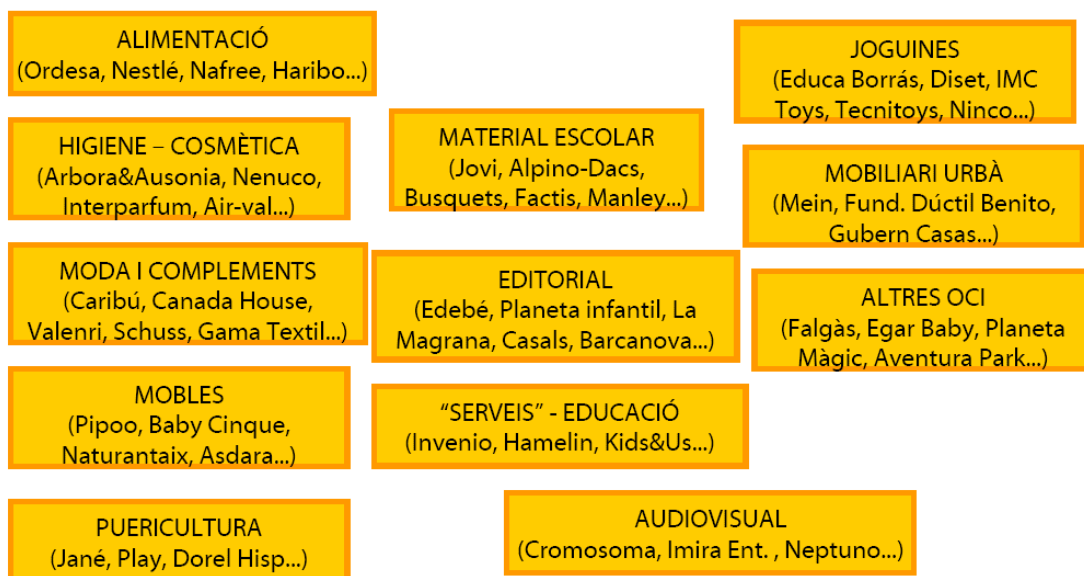 ALIMENTACIÓ
(Ordesa, Nestlé, Nafree, Haribo...)
HIGIENE – COSMÈTICA
(Arbora&Ausonia, Nenuco,
Interparfum, Air-val...)
MODA I COMPLEMENTS
(Caribú, Canada House,
Valenri, Schuss, Gama Textil...)
MOBLES
(Pipoo, Baby Cinque,
Naturantaix, Asdara...)
PUERICULTURA
(Jané, Play, Dorel Hisp...)
MATERIAL ESCOLAR
(Jovi, Alpino-Dacs,
Busquets, Factis, Manley...)
EDITORIAL
(Edebé, Planeta infantil, La
Magrana, Casals, Barcanova...)
“SERVEIS” - EDUCACIÓ
(Invenio, Hamelin, Kids&Us...)
AUDIOVISUAL
(Cromosoma, Imira Ent. , Neptuno...)
JOGUINES
(Educa Borrás, Diset, IMC
Toys, Tecnitoys, Ninco...)
MOBILIARI URBÀ
(Mein, Fund. Dúctil Benito,
Gubern Casas...)
ALTRES OCI
(Falgàs, Egar Baby, Planeta
Màgic, Aventura Park...)